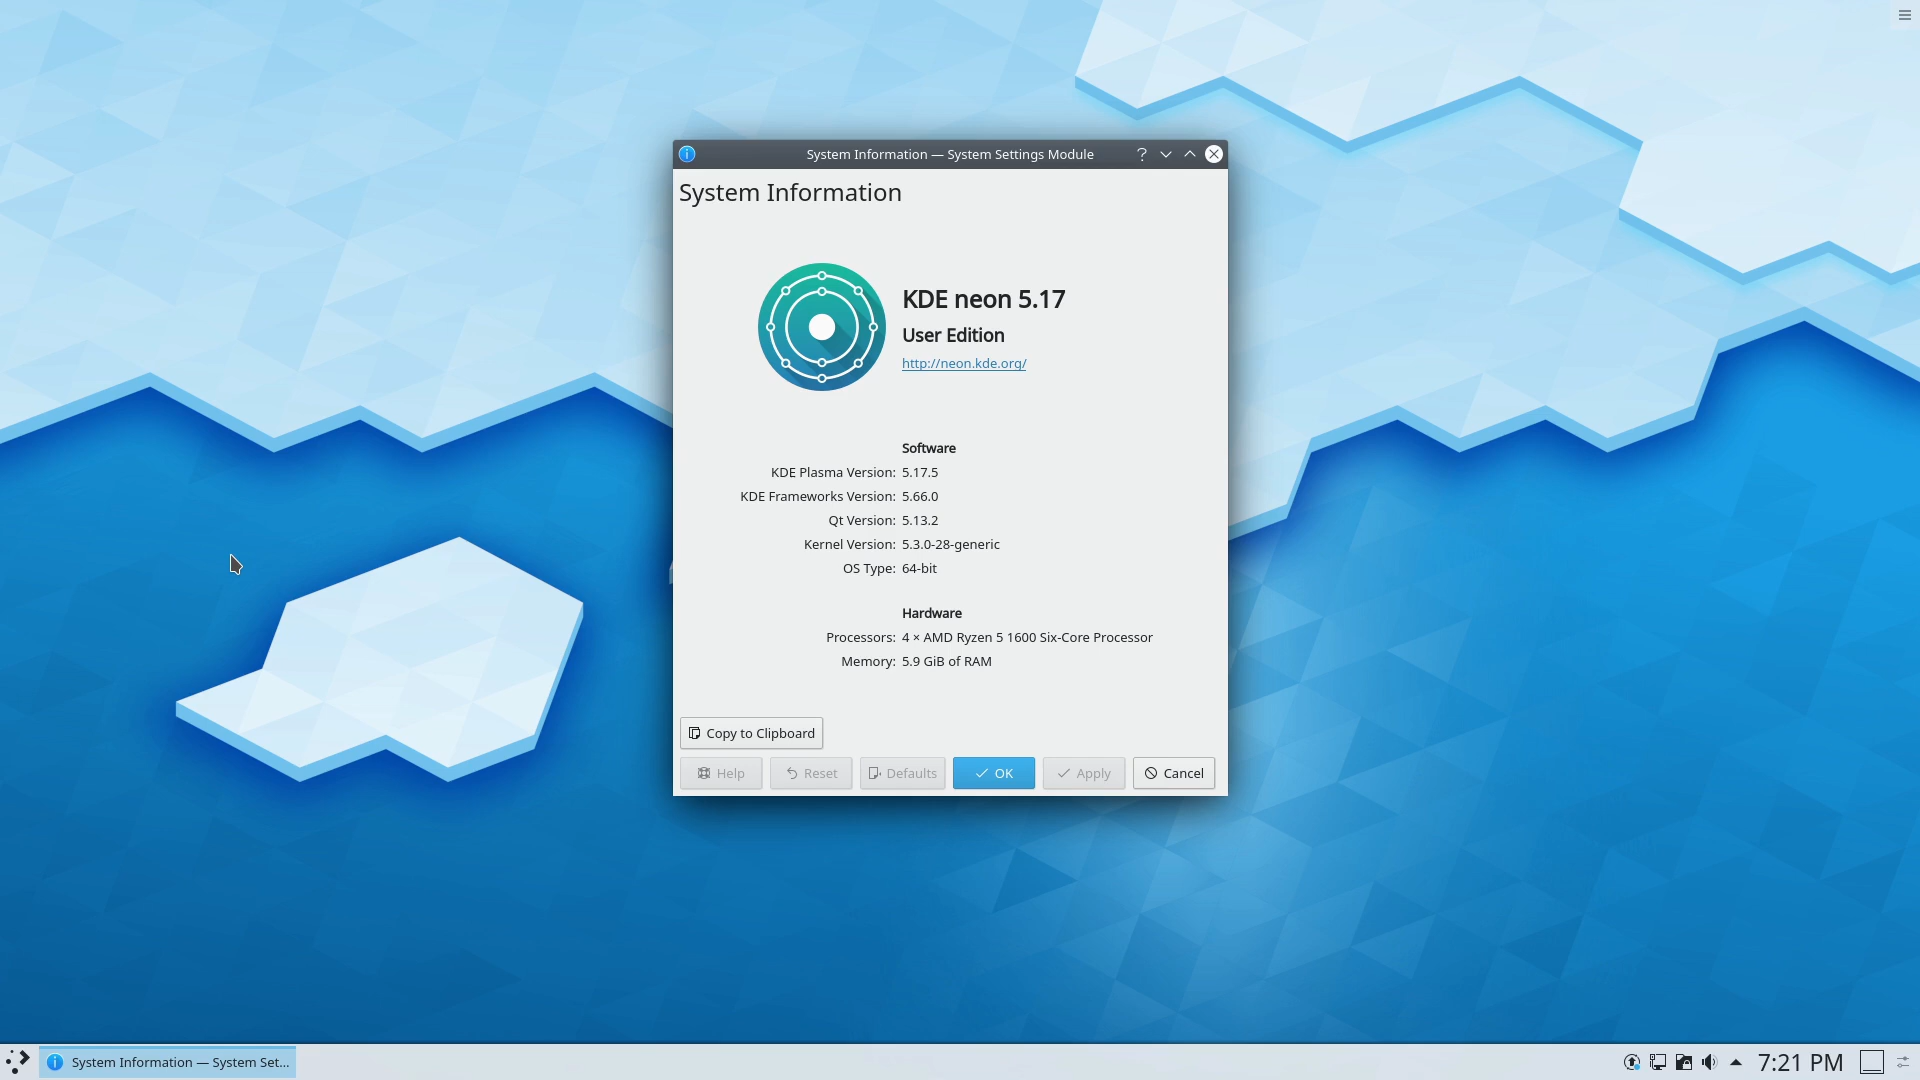 System Information — System Settings Module
System Information
KDE neon 5.17
User Edition
http://neon.kde.org/
Software
KDE Plasma Version: 5.17.5
KDE Frameworks Version: 5.66.0
Qt Version: 5.13.2
Kernel Version: 5.3.0-28-generic
OS Type: 64-bit
Hardware
Processors: 4 × AMD Ryzen 5 1600 Six-Core Processor
Memory: 5.9 GiB of RAM
Copy to Clipboard
Help Reset Defaults OK Apply Cancel
System Information — System Set... 7:21 PM